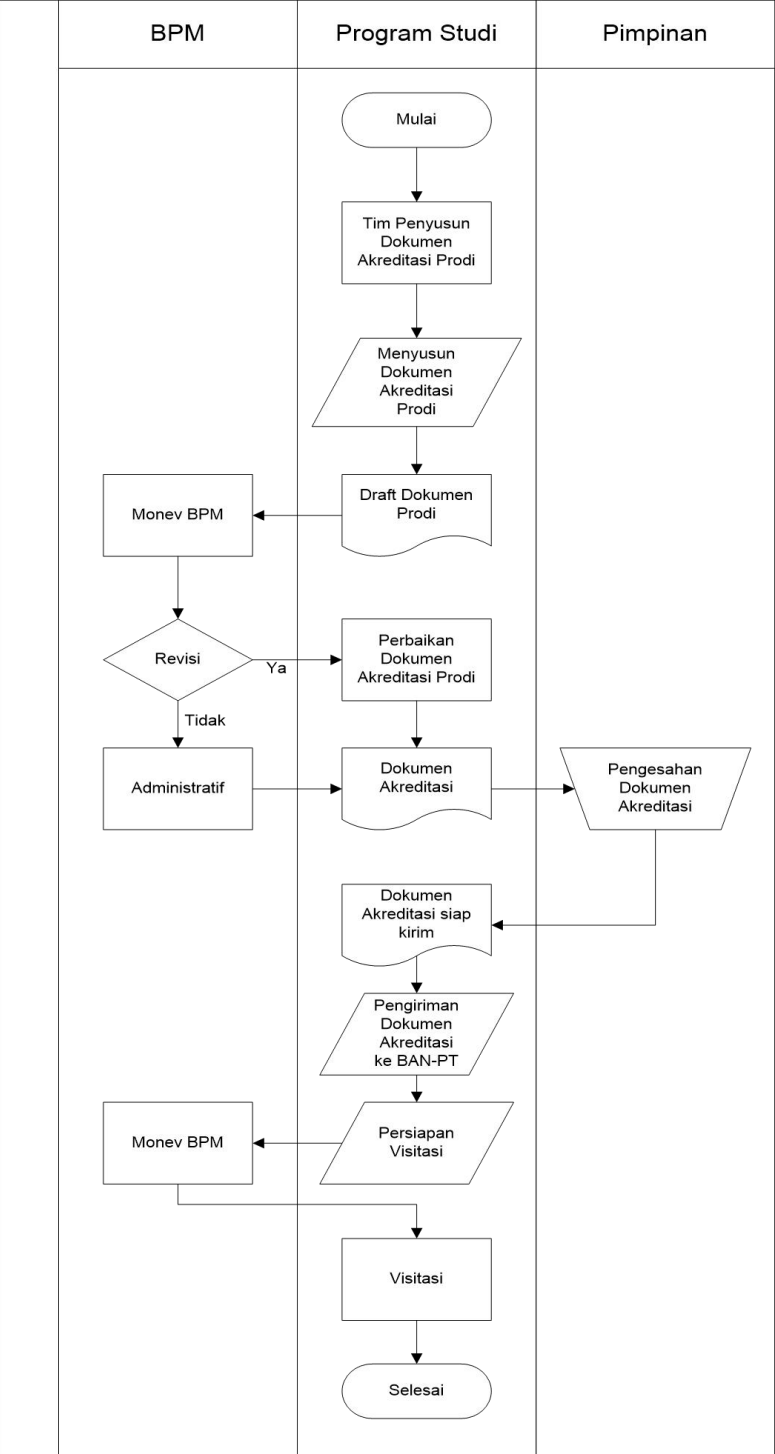 BPM
Program Studi
Pimpinan
Mulai
Tim Penyusun
Dokumen
Akreditasi Prodi
Menyusun
Dokumen
Akreditasi
Prodi
Monev BPM
Draft Dokumen
Prodi
Revisi
Ya
Perbaikan
Dokumen
Akreditasi Prodi
Tidak
Administratif
Dokumen
Akreditasi
Pengesahan
Dokumen
Akreditasi
Dokumen
Akreditasi siap
kirim
Pengiriman
Dokumen
Akreditasi
ke BAN-PT
Monev BPM
Persiapan
Visitasi
Visitasi
Selesai